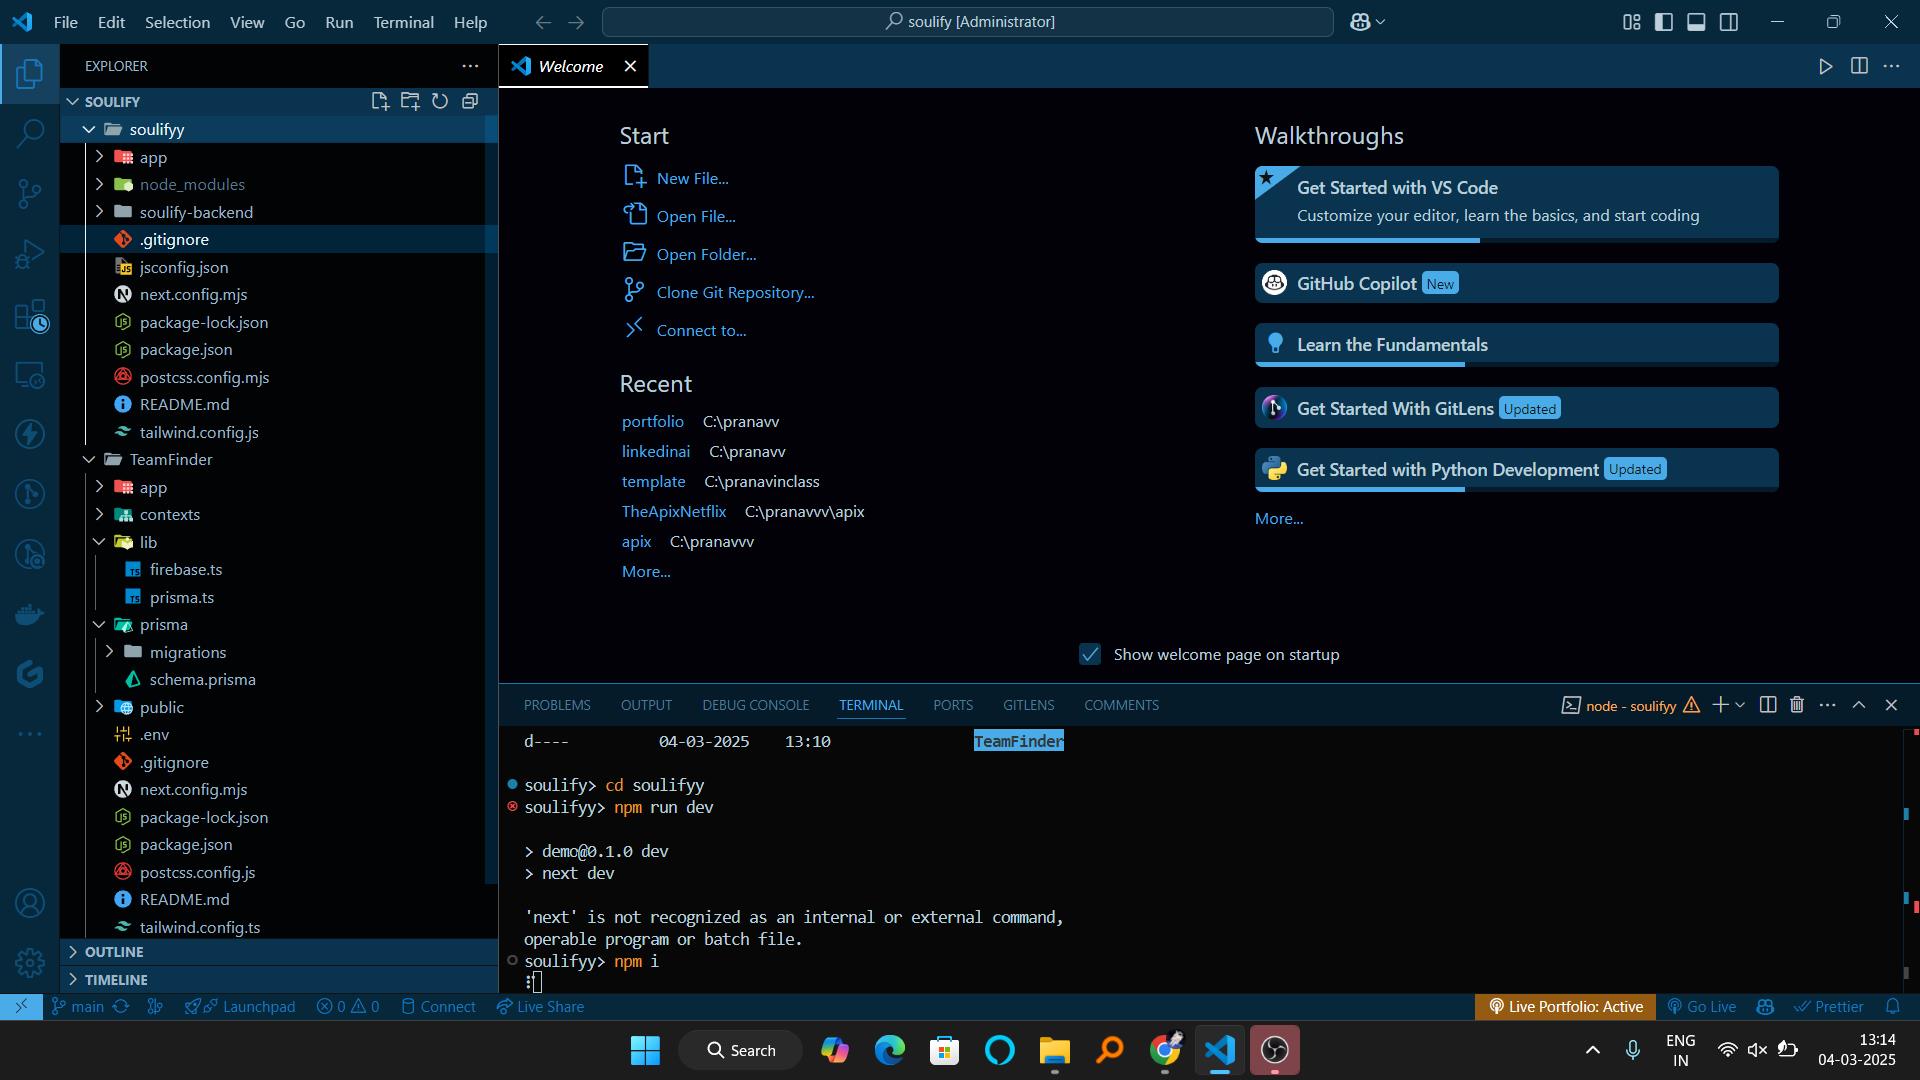 File Edit Selection View Go Run Terminal Help
soulify [Administrator]
EXPLORER
Welcome
SOULIFY
soulifyy
app
node_modules
soulify-backend
.gitignore
jsconfig.json
next.config.mjs
package-lock.json
package.json
postcss.config.mjs
README.md
tailwind.config.js
TeamFinder
app
contexts
lib
firebase.ts
prisma.ts
prisma
migrations
schema.prisma
public
.env
.gitignore
next.config.mjs
package-lock.json
package.json
postcss.config.js
README.md
tailwind.config.ts
OUTLINE
TIMELINE
Start
New File...
Open File...
Open Folder...
Clone Git Repository...
Connect to...
Recent
portfolio C:\pranavv
linkedinai C:\pranavv
template C:\pranavinclass
TheApixNetflix C:\pranavvv\apix
apix C:\pranavvv
More...
Walkthroughs
Get Started with VS Code
Customize your editor, learn the basics, and start coding
GitHub Copilot New
Learn the Fundamentals
Get Started With GitLens Updated
Get Started with Python Development Updated
More...
Show welcome page on startup
PROBLEMS OUTPUT DEBUG CONSOLE TERMINAL PORTS GITLENS COMMENTS
node - soulifyy
d---- 04-03-2025 13:10 TeamFinder
soulify> cd soulifyy
soulifyy> npm run dev
> demo@0.1.0 dev
> next dev
'next' is not recognized as an internal or external command,
operable program or batch file.
soulifyy> npm i
main Launchpad 0 0 Connect Live Share
Live Portfolio: Active Go Live Prettier
Search
ENG
IN
13:14
04-03-2025